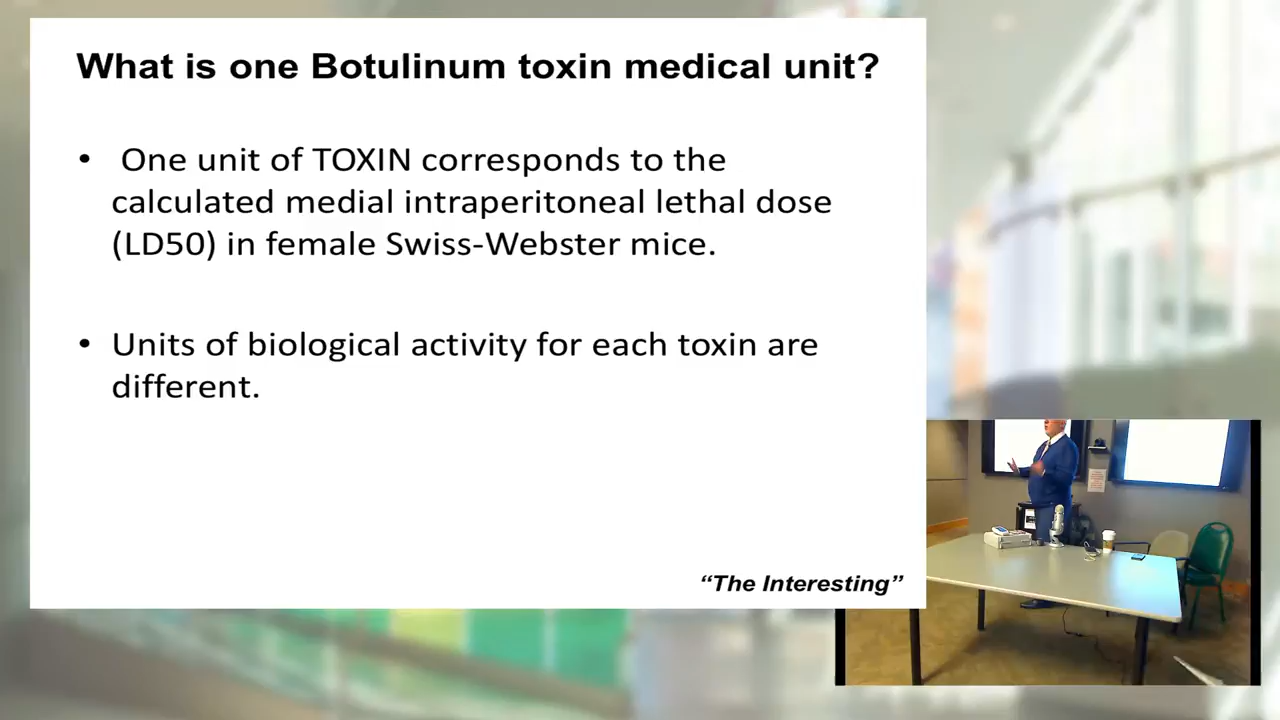 What is one Botulinum toxin medical unit?
• One unit of TOXIN corresponds to the
calculated medial intraperitoneal lethal dose
(LD50) in female Swiss-Webster mice.
• Units of biological activity for each toxin are
different.
“The Interesting”